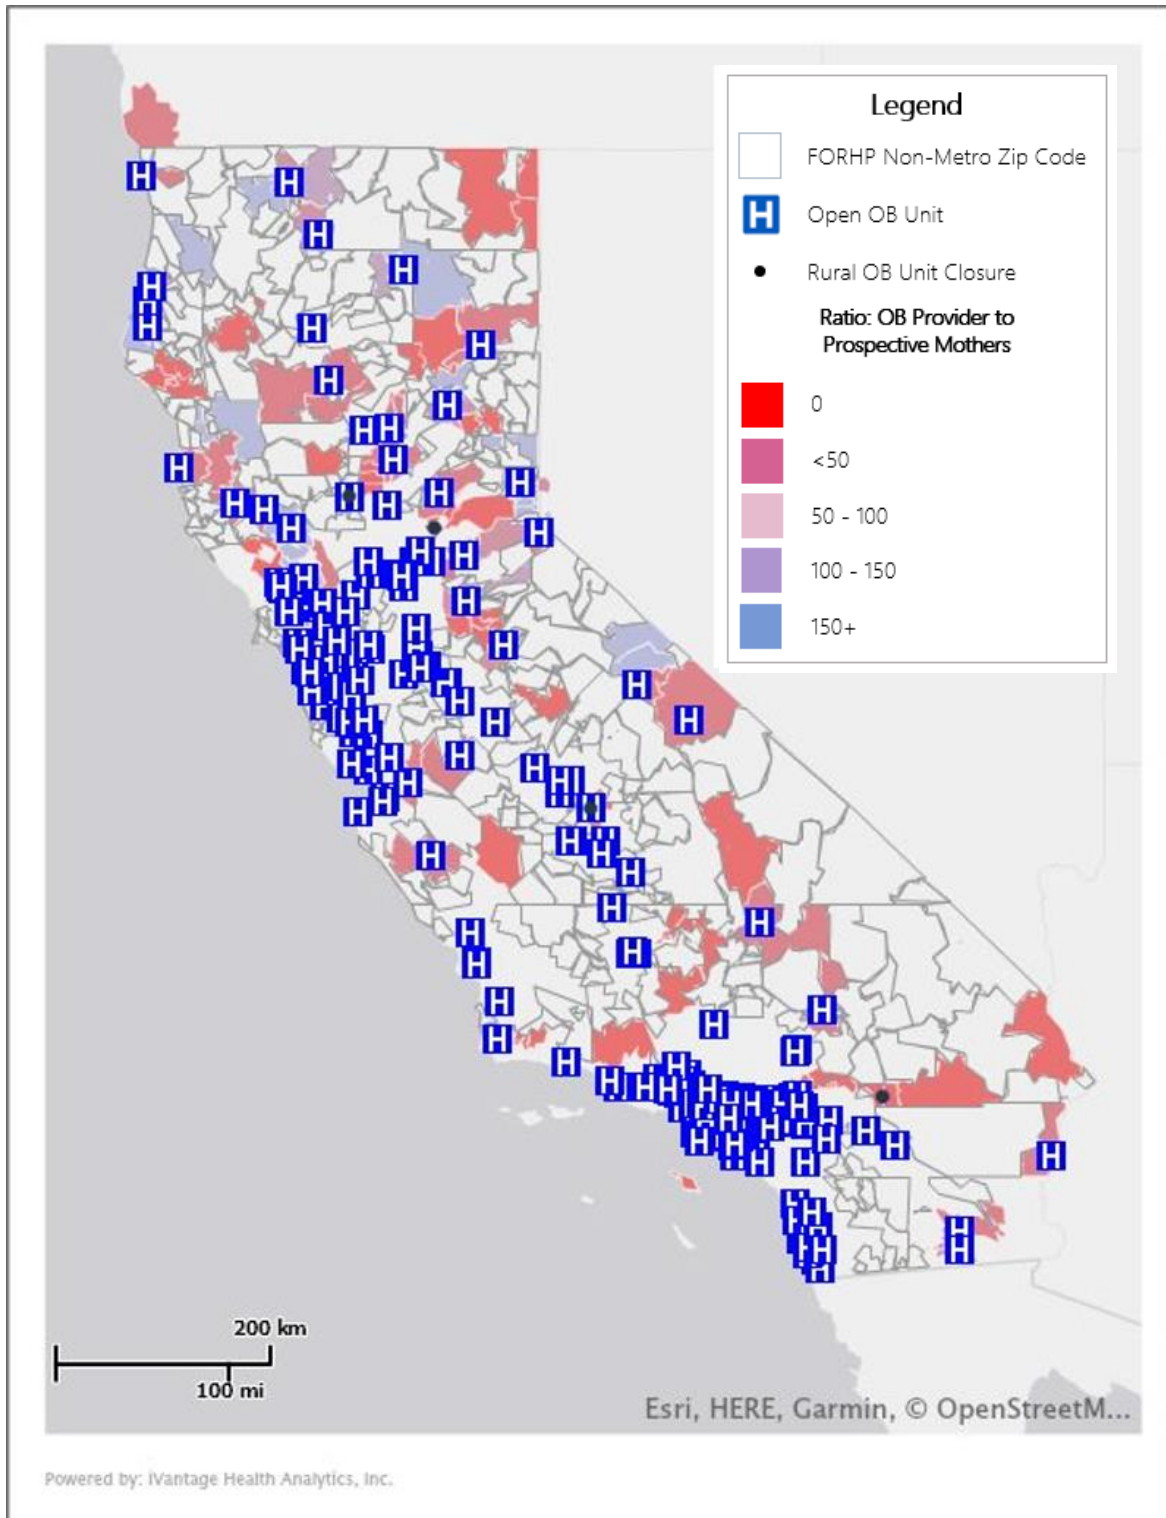 Legend
FORHP Non-Metro Zip Code
H Open OB Unit
Rural OB Unit Closure
Ratio: OB Provider to
Prospective Mothers
0
<50
50 - 100
100 - 150
150+
200 km
100 mi
Esri, HERE, Garmin, © OpenStreetM...
Powered by: iVantage Health Analytics, Inc.